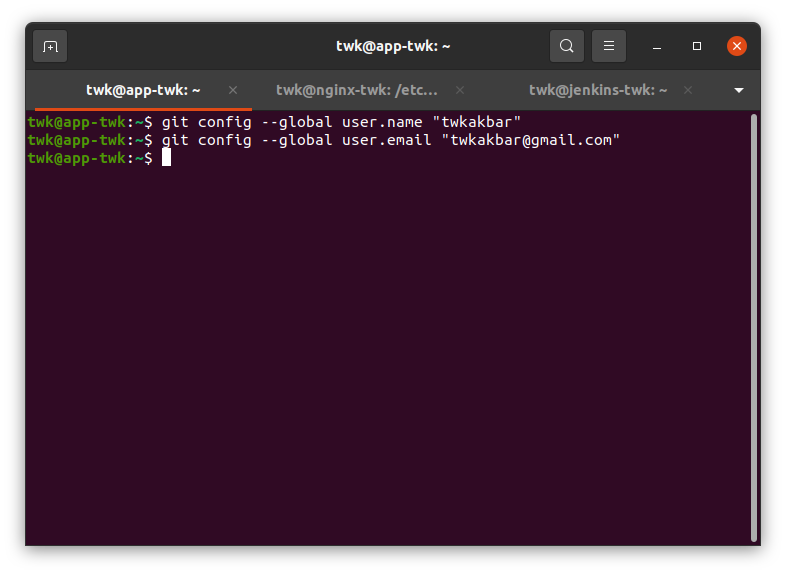 twk@app-twk: ~
twk@app-twk: ~ twk@nginx-twk: /etc... twk@jenkins-twk: ~
twk@app-twk:~$ git config --global user.name "twkakbar"
twk@app-twk:~$ git config --global user.email "twkakbar@gmail.com"
twk@app-twk:~$